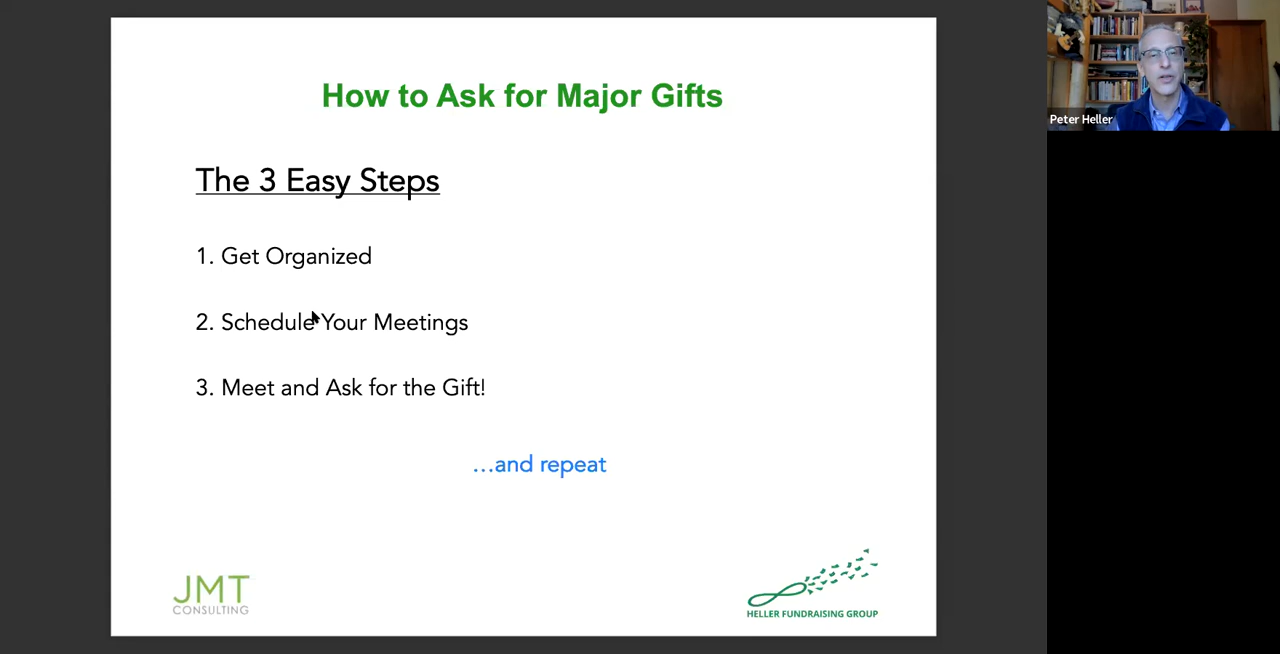 How to Ask for Major Gifts
The 3 Easy Steps
1. Get Organized
2. Schedule Your Meetings
3. Meet and Ask for the Gift!
…and repeat
JMT
CONSULTING
HELLER FUNDRAISING GROUP
Peter Heller